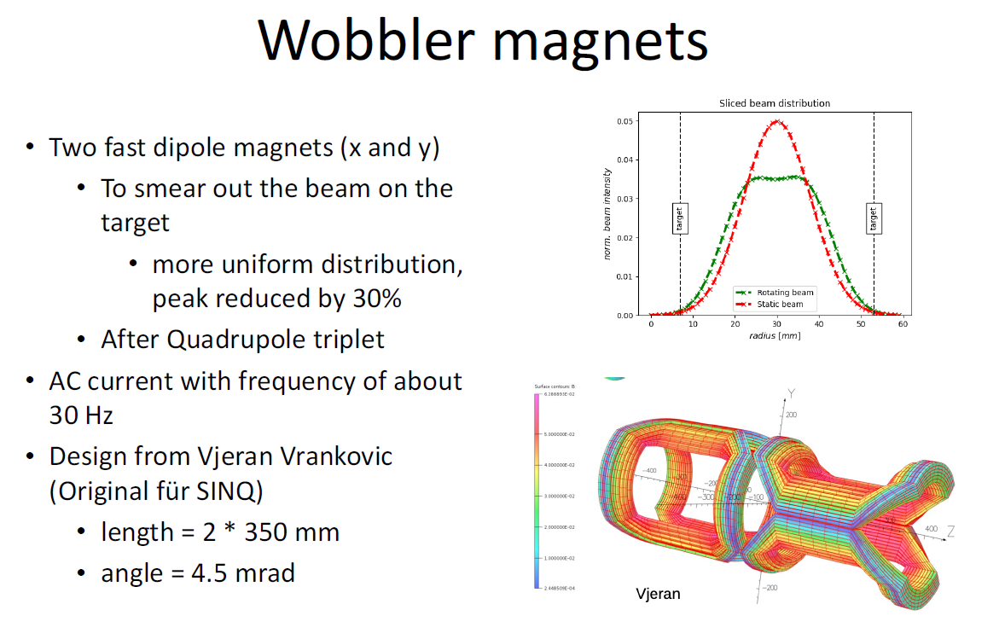 Wobbler magnets
• Two fast dipole magnets (x and y)
• To smear out the beam on the
target
• more uniform distribution,
peak reduced by 30%
• After Quadrupole triplet
• AC current with frequency of about
30 Hz
• Design from Vjeran Vrankovic
(Original für SINQ)
• length = 2 * 350 mm
• angle = 4.5 mrad
Sliced beam distribution
norm. beam intensity
0.05
0.04
0.03
0.02
0.01
0.00
target
target
Rotating beam
Static beam
0 10 20 30 40 50 60
radius [mm]
Surface contours: B
5.000000E-02
4.000000E-02
3.000000E-02
2.000000E-02
1.000000E-02
2.448509E-04
Y
200
-400
-300
-200
-100
400
Z
-200
Vjeran